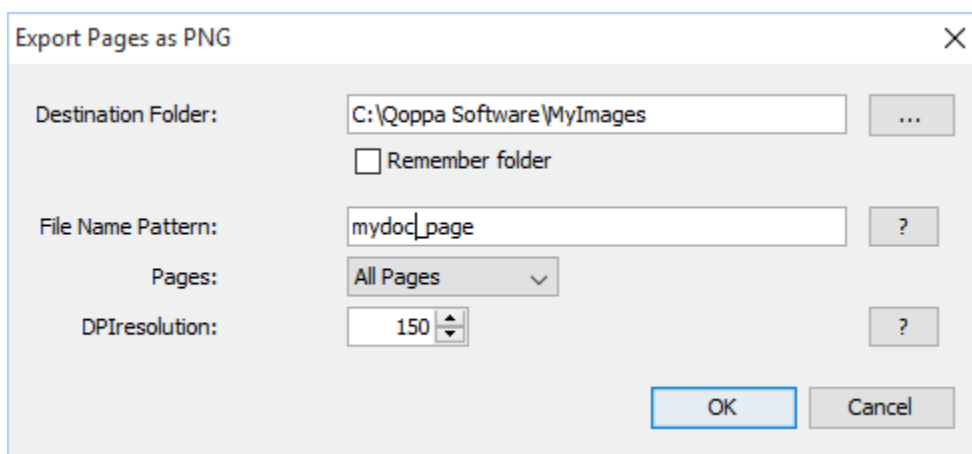 Export Pages as PNG
Destination Folder: C:\Qoppa Software\MyImages ...
Remember folder
File Name Pattern: mydoc_page ?
Pages: All Pages
DPIresolution: 150 ?
OK Cancel